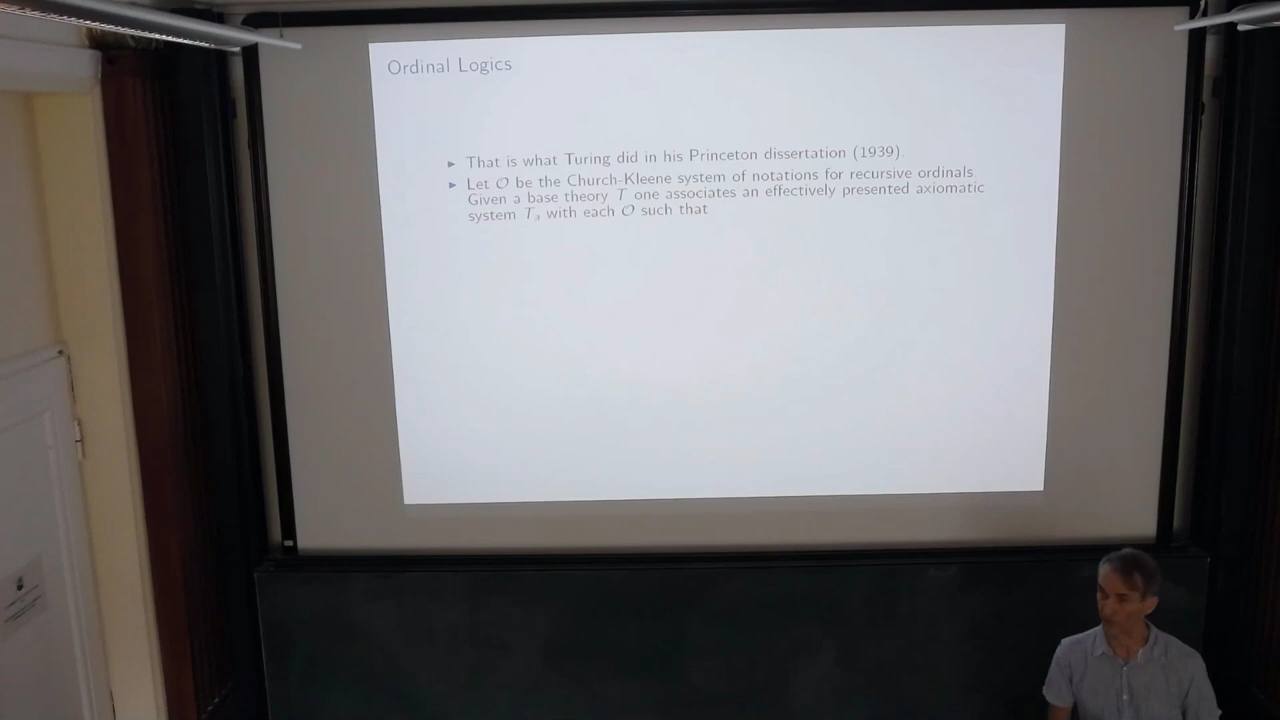 Ordinal Logics
▶ That is what Turing did in his Princeton dissertation (1939).
▶ Let 𝒪 be the Church-Kleene system of notations for recursive ordinals.
Given a base theory T one associates an effectively presented axiomatic
system Tₐ with each 𝒪 such that